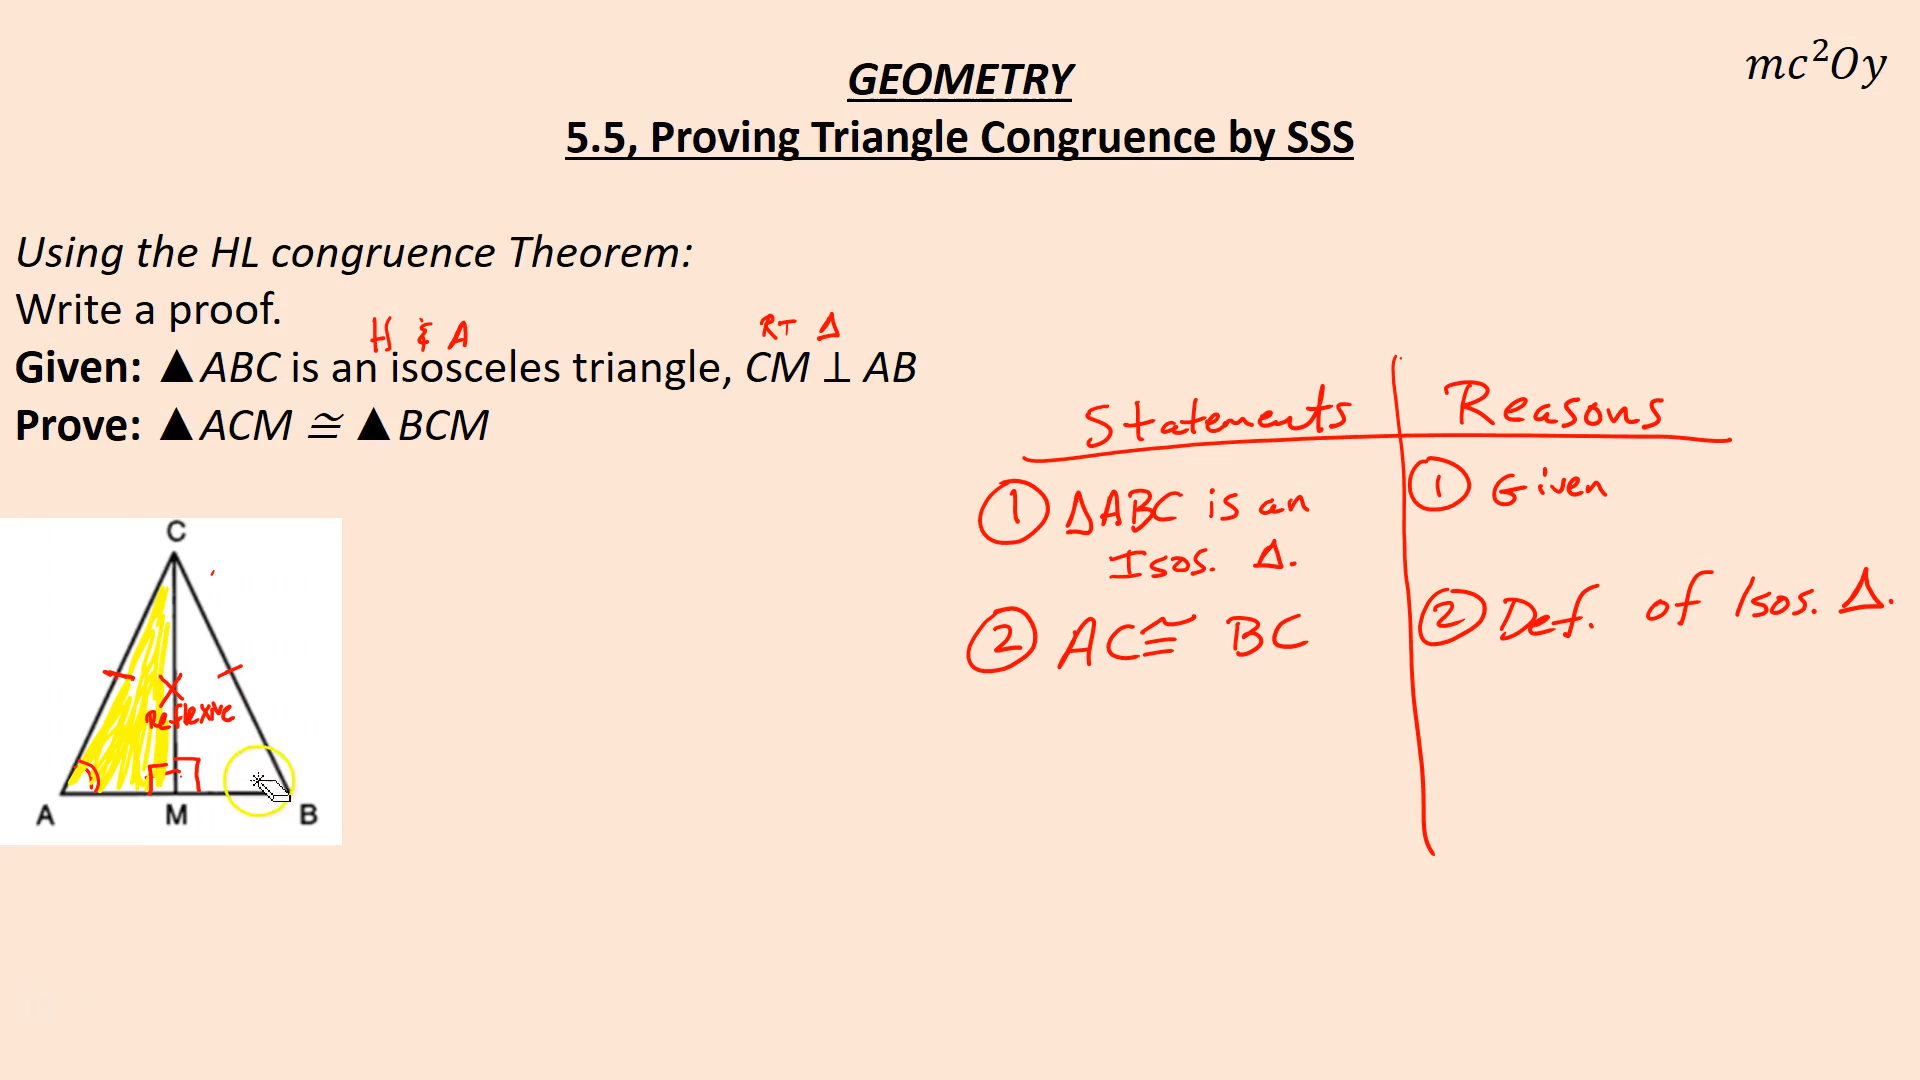 mc²Oy
GEOMETRY
5.5, Proving Triangle Congruence by SSS
Using the HL congruence Theorem:
Write a proof.
H & A RT Δ
Given: ▲ABC is an isosceles triangle, CM ⊥ AB
Prove: ▲ACM ≅ ▲BCM
C
Reflexive
A M B
Statements Reasons
① ΔABC is an ① Given
Isos. Δ.
② AC ≅ BC ② Def. of Isos. Δ.